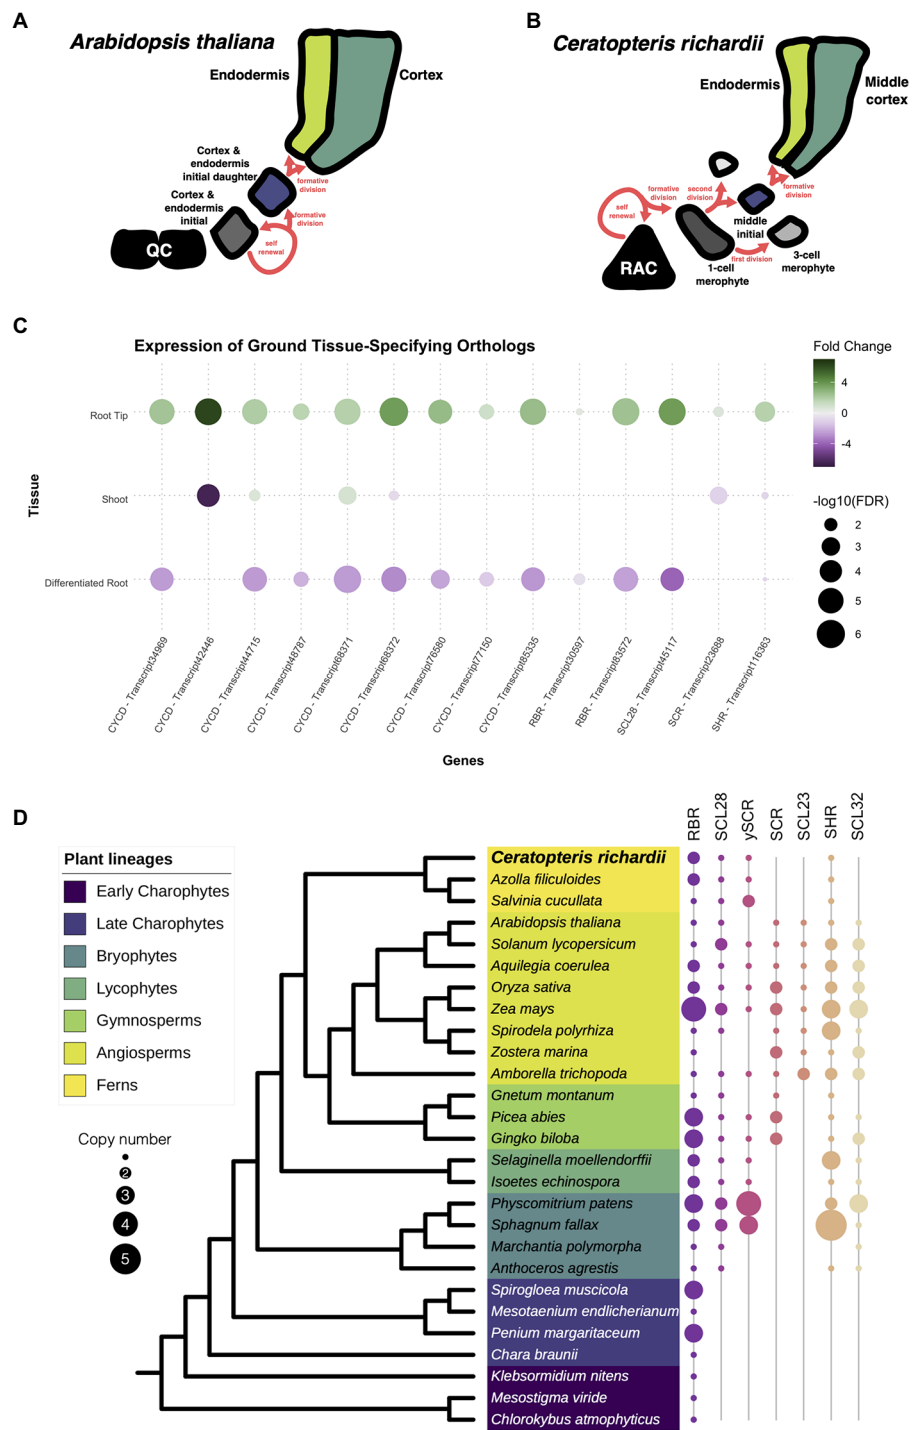 A
Arabidopsis thaliana
Endodermis
Cortex
Cortex &
endodermis
initial daughter
formative
division
Cortex &
endodermis
initial
formative
division
self
renewal
QC
B
Ceratopteris richardii
Endodermis
Middle
cortex
formative
division
second
division
formative
division
self
renewal
middle
initial
RAC
first division
1-cell
merophyte
3-cell
merophyte
C
Expression of Ground Tissue-Specifying Orthologs
Tissue
Root Tip
Shoot
Differentiated Root
CYCD - Transcript34969
CYCD - Transcript42446
CYCD - Transcript44715
CYCD - Transcript48787
CYCD - Transcript68371
CYCD - Transcript68372
CYCD - Transcript76580
CYCD - Transcript77150
CYCD - Transcript85335
RBR - Transcript30597
RBR - Transcript83572
SCL28 - Transcript45117
SCR - Transcript23688
SHR - Transcript116363
Genes
Fold Change
4
0
-4
-log10(FDR)
2
3
4
5
6
D
Plant lineages
Early Charophytes
Late Charophytes
Bryophytes
Lycophytes
Gymnosperms
Angiosperms
Ferns
Copy number
2
3
4
5
RBR
SCL28
ySCR
SCR
SCL23
SHR
SCL32
Ceratopteris richardii
Azolla filiculoides
Salvinia cucullata
Arabidopsis thaliana
Solanum lycopersicum
Aquilegia coerulea
Oryza sativa
Zea mays
Spirodela polyrhiza
Zostera marina
Amborella trichopoda
Gnetum montanum
Picea abies
Gingko biloba
Selaginella moellendorffii
Isoetes echinospora
Physcomitrium patens
Sphagnum fallax
Marchantia polymorpha
Anthoceros agrestis
Spirogloea muscicola
Mesotaenium endlicherianum
Penium margaritaceum
Chara braunii
Klebsormidium nitens
Mesostigma viride
Chlorokybus atmophyticus